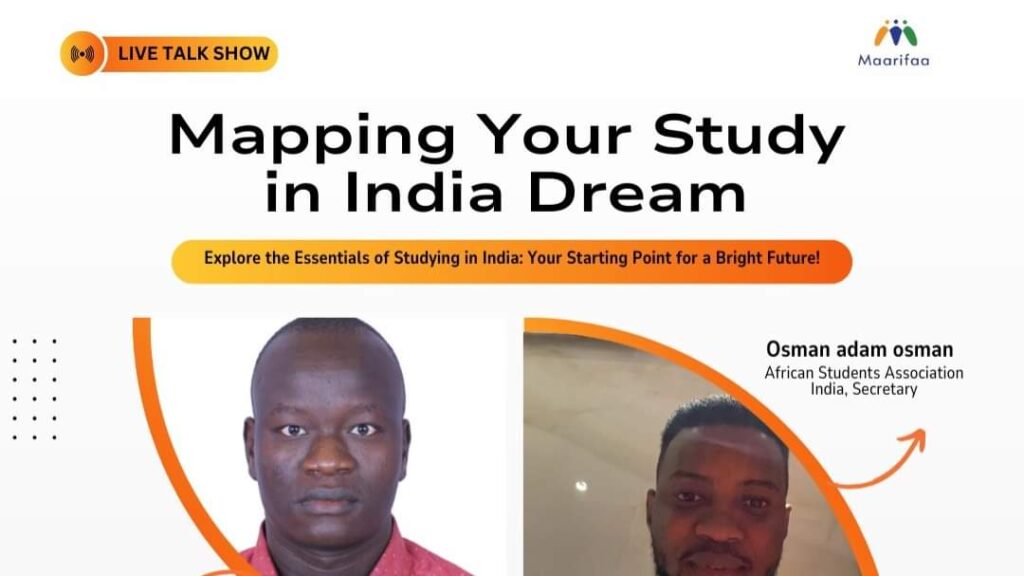 LIVE TALK SHOW
Maarifaa
Mapping Your Study
in India Dream
Explore the Essentials of Studying in India: Your Starting Point for a Bright Future!
Osman adam osman
African Students Association
India, Secretary